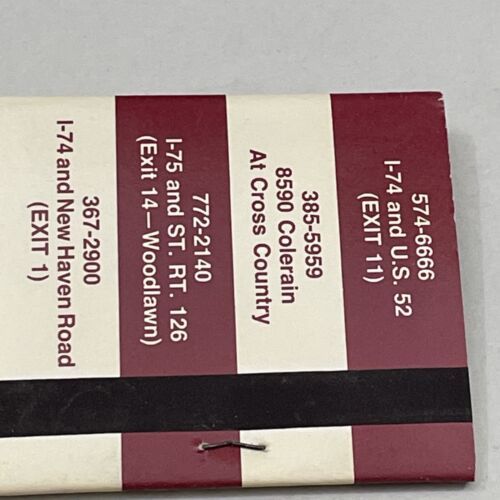 574-6666
I-74 and U.S. 52
(EXIT 11)
385-5959
8590 Colerain
At Cross Country
772-2140
I-75 and ST. RT. 126
(Exit 14—Woodlawn)
367-2900
I-74 and New Haven Road
(EXIT 1)